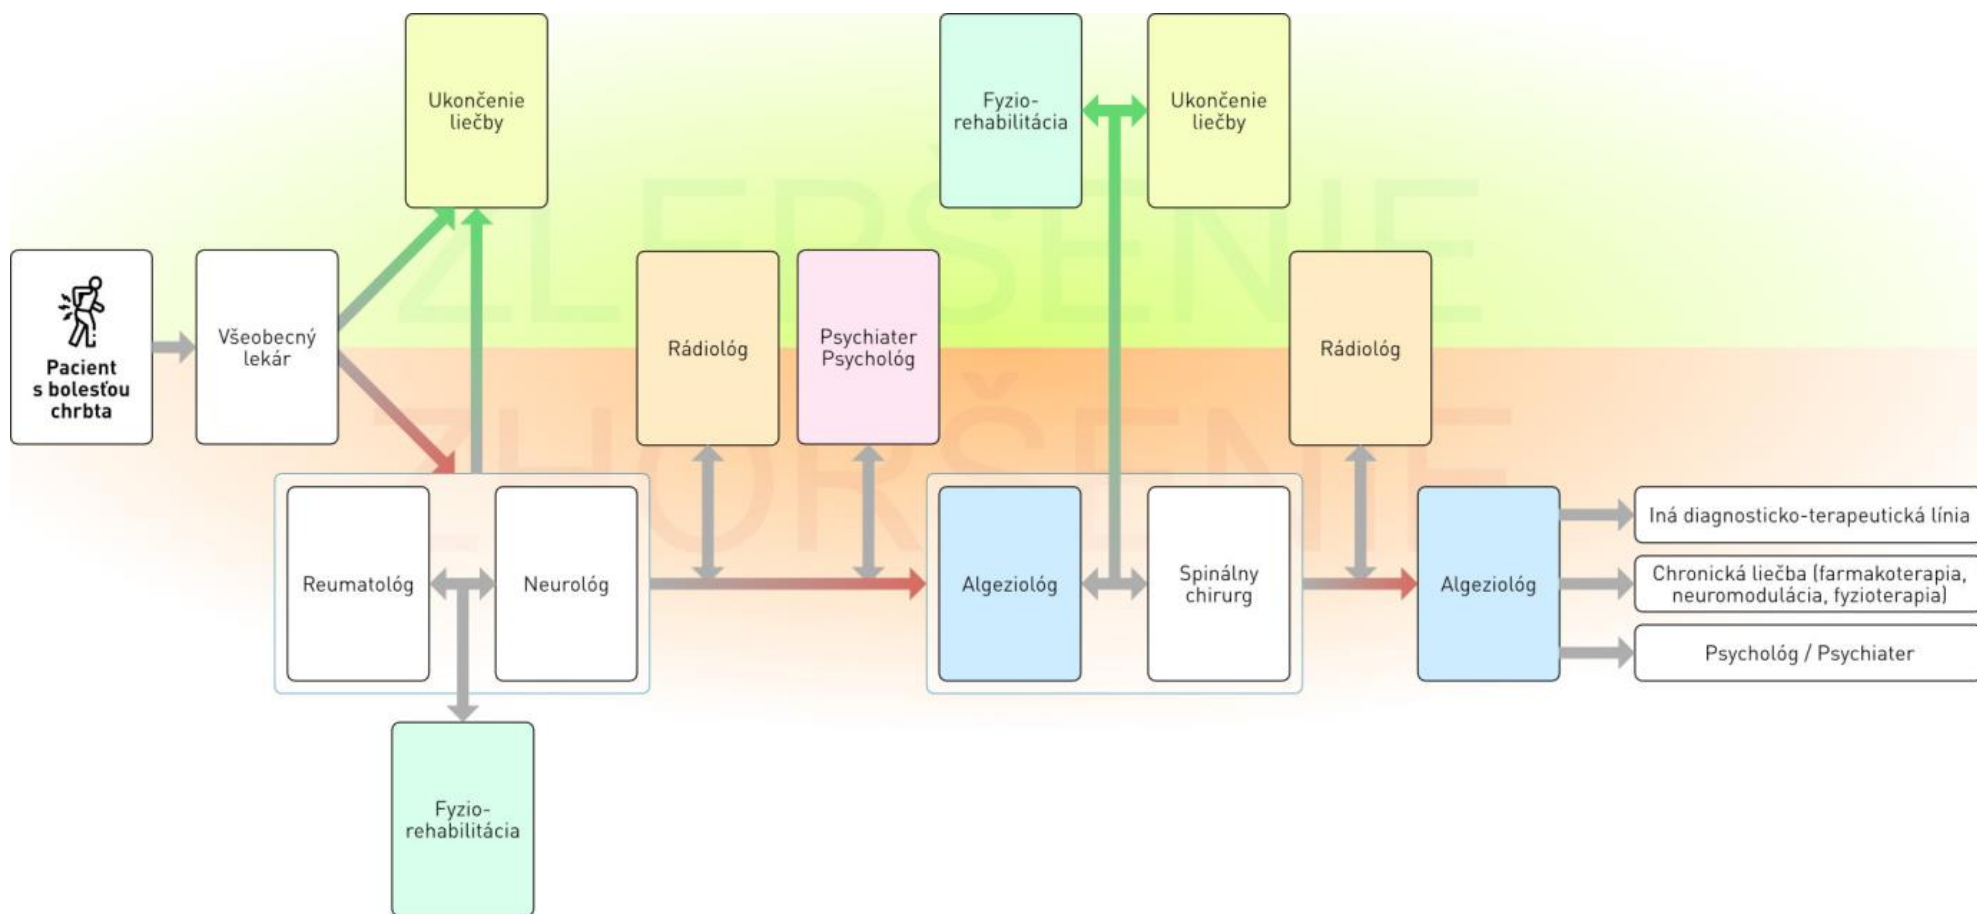 Ukončenie
liečby
Fyzio-
rehabilitácia
Ukončenie
liečby
ZLEPŠENIE
Pacient
s bolesťou
chrbta
Všeobecný
lekár
Rádiológ
Psychiater
Psychológ
Rádiológ
ZHORŠENIE
Reumatológ
Neurológ
Algeziológ
Spinálny
chirurg
Algeziológ
Iná diagnosticko-terapeutická línia
Chronická liečba (farmakoterapia,
neuromodulácia, fyzioterapia)
Psychológ / Psychiater
Fyzio-
rehabilitácia